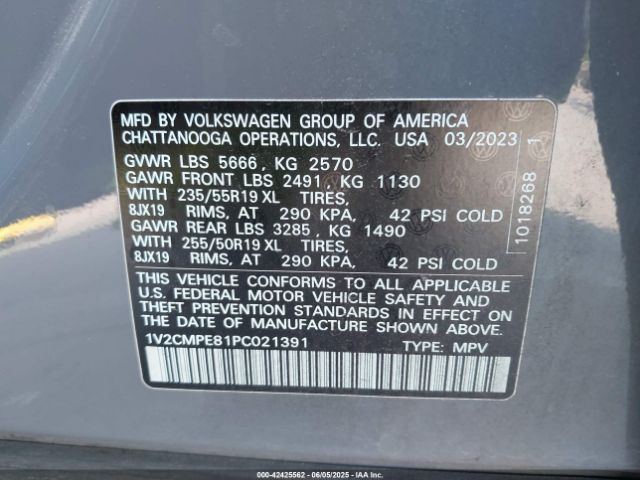 MFD BY VOLKSWAGEN GROUP OF AMERICA
CHATTANOOGA OPERATIONS, LLC. USA 03/2023
GVWR LBS 5666, KG 2570
GAWR FRONT LBS 2491, KG 1130
WITH 235/55R19 XL TIRES,
8JX19 RIMS, AT 290 KPA, 42 PSI COLD
GAWR REAR LBS 3285, KG 1490
WITH 255/50R19 XL TIRES,
8JX19 RIMS, AT 290 KPA, 42 PSI COLD
THIS VEHICLE CONFORMS TO ALL APPLICABLE
U.S. FEDERAL MOTOR VEHICLE SAFETY AND
THEFT PREVENTION STANDARDS IN EFFECT ON
THE DATE OF MANUFACTURE SHOWN ABOVE.
1V2CMPE81PC021391 TYPE: MPV
1018268 1
000-42425562 - 06/05/2025 - IAAI.COM